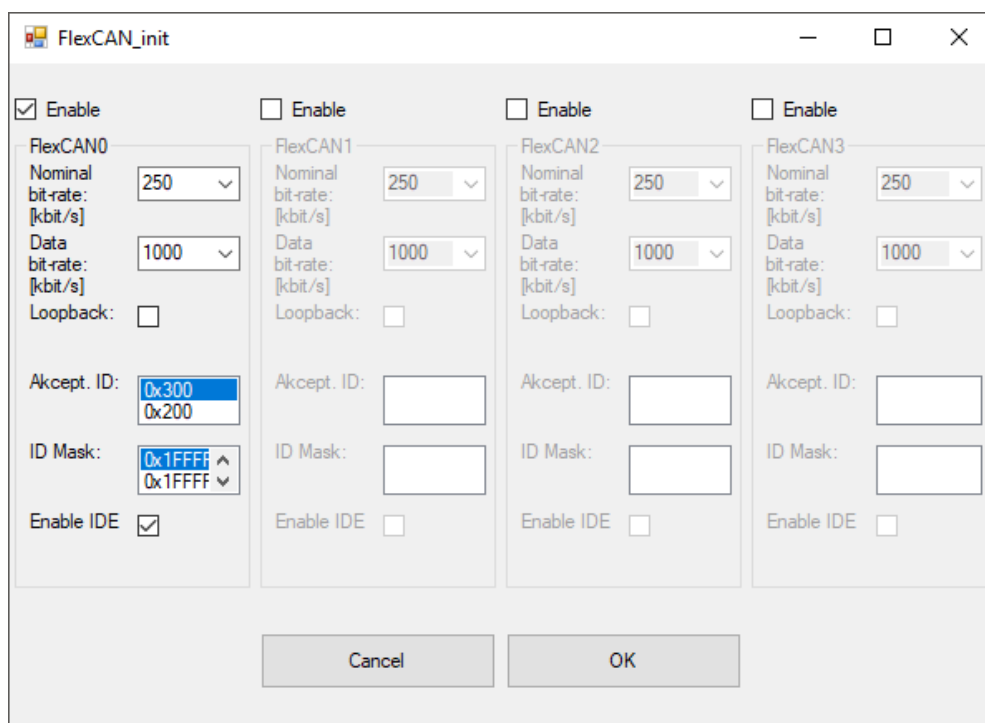 FlexCAN_init
Enable
Enable
Enable
Enable
FlexCAN0
Nominal
bit-rate:
[kbit/s]
250
Data
bit-rate:
[kbit/s]
1000
Loopback:
Akcept. ID:
0x300
0x200
ID Mask:
0x1FFFF
0x1FFFF
Enable IDE
FlexCAN1
Nominal
bit-rate:
[kbit/s]
250
Data
bit-rate:
[kbit/s]
1000
Loopback:
Akcept. ID:
ID Mask:
Enable IDE
FlexCAN2
Nominal
bit-rate:
[kbit/s]
250
Data
bit-rate:
[kbit/s]
1000
Loopback:
Akcept. ID:
ID Mask:
Enable IDE
FlexCAN3
Nominal
bit-rate:
[kbit/s]
250
Data
bit-rate:
[kbit/s]
1000
Loopback:
Akcept. ID:
ID Mask:
Enable IDE
Cancel
OK